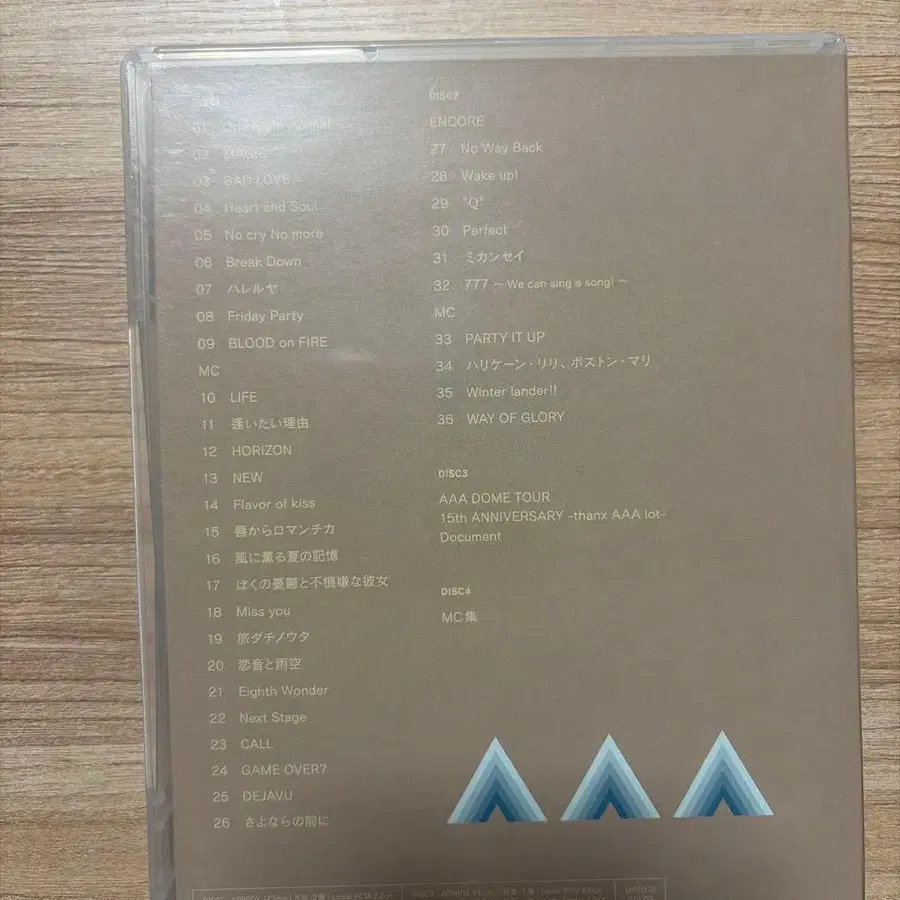 DISC1
01 One Night Animal
02 MAGIC
03 SAD LOVE
04 Heart and Soul
05 No cry No more
06 Break Down
07 ハレルヤ
08 Friday Party
09 BLOOD on FIRE
MC
10 LIFE
11 逢いたい理由
12 HORIZON
13 NEW
14 Flavor of kiss
15 唇からロマンチカ
16 風に薫る夏の記憶
17 ぼくの憂鬱と不機嫌な彼女
18 Miss you
19 旅ダチノウタ
20 恋音と雨空
21 Eighth Wonder
22 Next Stage
23 CALL
24 GAME OVER?
25 DEJAVU
26 さよならの前に
DISC2
ENCORE
27 No Way Back
28 Wake up!
29 "Q"
30 Perfect
31 ミカンセイ
32 777 ～We can sing a song!～
MC
33 PARTY IT UP
34 ハリケーン・リリ、ボストン・マリ
35 Winter lander!!
36 WAY OF GLORY
DISC3
AAA DOME TOUR
15th ANNIVERSARY -thanx AAA lot-
Document
DISC4
MC集